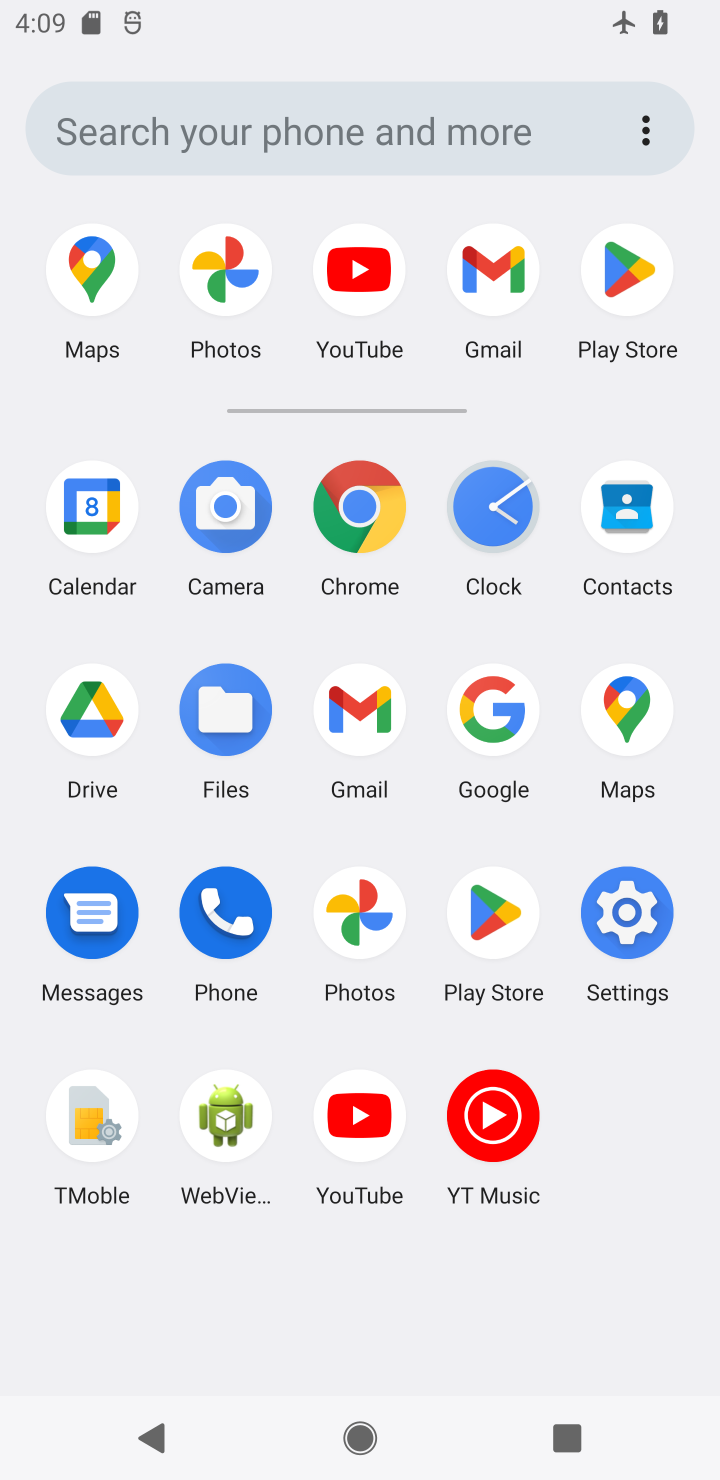 4:09
Search your phone and more
Maps Photos YouTube Gmail Play Store
8
Calendar Camera Chrome Clock Contacts
Drive Files Gmail Google Maps
Messages Phone Photos Play Store Settings
TMoble WebVie... YouTube YT Music